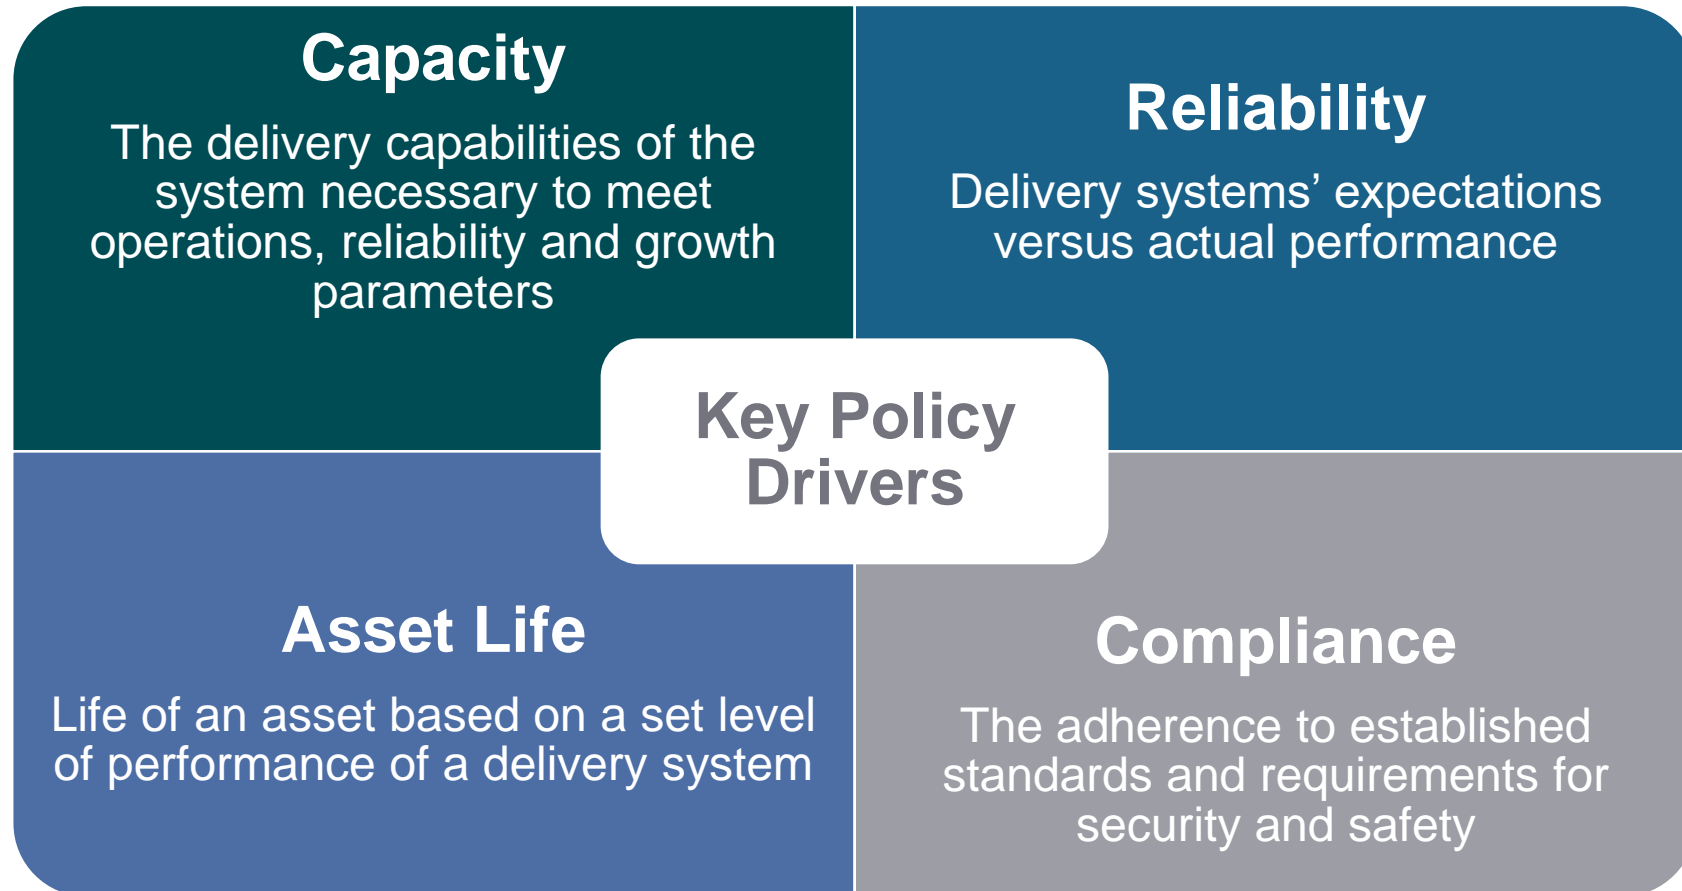 Capacity
The delivery capabilities of the
system necessary to meet
operations, reliability and growth
parameters
Reliability
Delivery systems’ expectations
versus actual performance
Key Policy
Drivers
Asset Life
Life of an asset based on a set level
of performance of a delivery system
Compliance
The adherence to established
standards and requirements for
security and safety